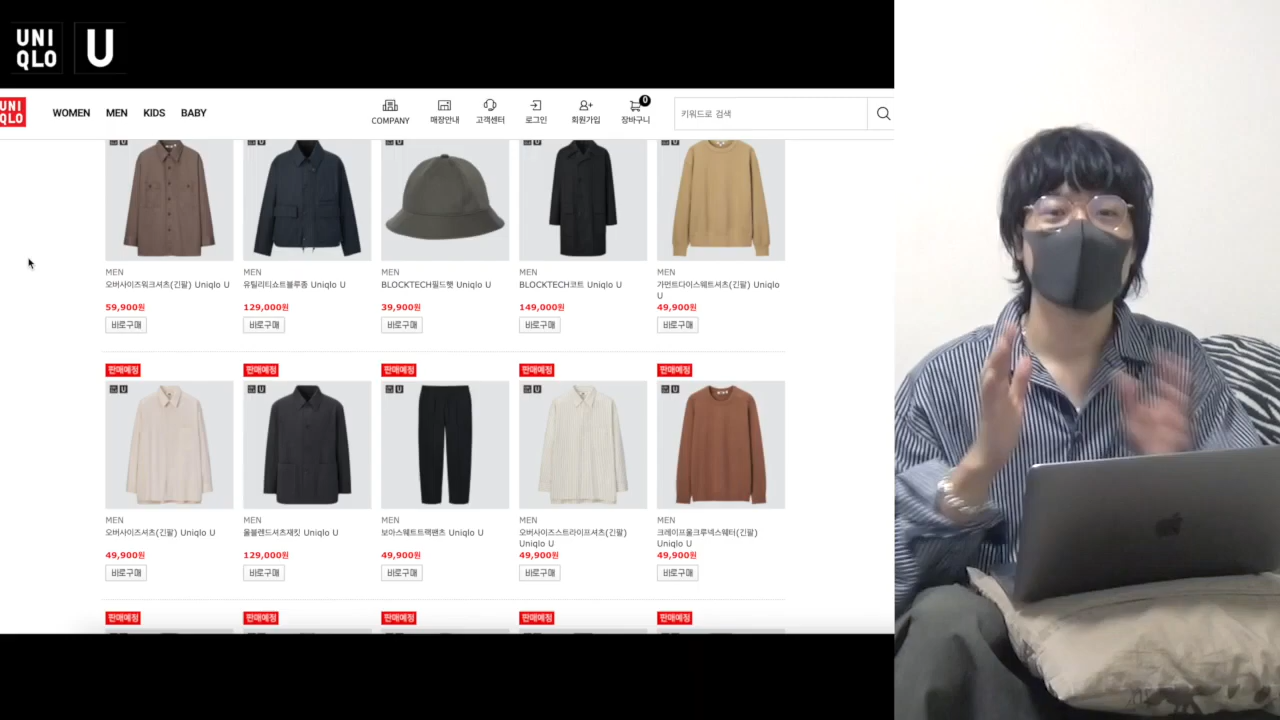 UNI
QLO
U
UNI
QLO
WOMEN MEN KIDS BABY
COMPANY 매장안내 고객센터 로그인 회원가입 장바구니
0
키워드로 검색
MEN MEN MEN MEN MEN
오버사이즈워크셔츠(긴팔) Uniqlo U
유틸리티쇼트블루종 Uniqlo U
BLOCKTECH필드햇 Uniqlo U
BLOCKTECH코트 Uniqlo U
가먼트다이스웨트셔츠(긴팔) Uniqlo
U
59,900원 129,000원 39,900원 149,000원 49,900원
바로구매 바로구매 바로구매 바로구매 바로구매
판매예정 판매예정 판매예정 판매예정 판매예정
U U U U U
MEN MEN MEN MEN MEN
오버사이즈셔츠(긴팔) Uniqlo U
울블렌드셔츠재킷 Uniqlo U
보아스웨트트랙팬츠 Uniqlo U
오버사이즈스트라이프셔츠(긴팔)
Uniqlo U
크레이프울크루넥스웨터(긴팔)
Uniqlo U
49,900원 129,000원 49,900원 49,900원 49,900원
바로구매 바로구매 바로구매 바로구매 바로구매
판매예정 판매예정 판매예정 판매예정 판매예정